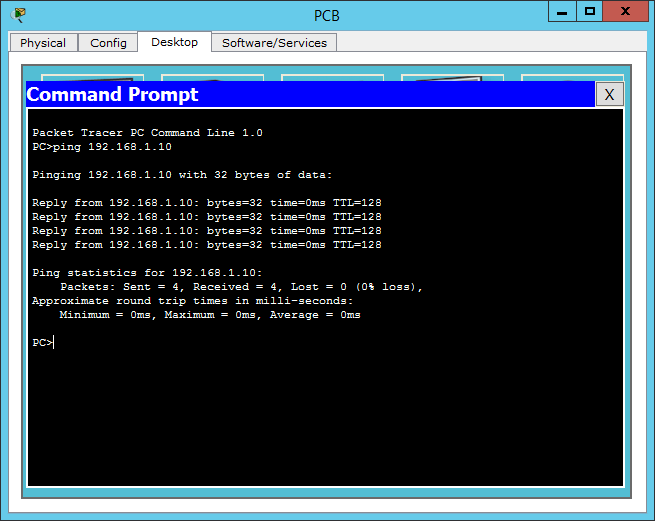 PCB
Physical Config Desktop Software/Services
Command Prompt X
Packet Tracer PC Command Line 1.0
PC>ping 192.168.1.10
Pinging 192.168.1.10 with 32 bytes of data:
Reply from 192.168.1.10: bytes=32 time=0ms TTL=128
Reply from 192.168.1.10: bytes=32 time=0ms TTL=128
Reply from 192.168.1.10: bytes=32 time=0ms TTL=128
Reply from 192.168.1.10: bytes=32 time=0ms TTL=128
Ping statistics for 192.168.1.10:
Packets: Sent = 4, Received = 4, Lost = 0 (0% loss),
Approximate round trip times in milli-seconds:
Minimum = 0ms, Maximum = 0ms, Average = 0ms
PC>